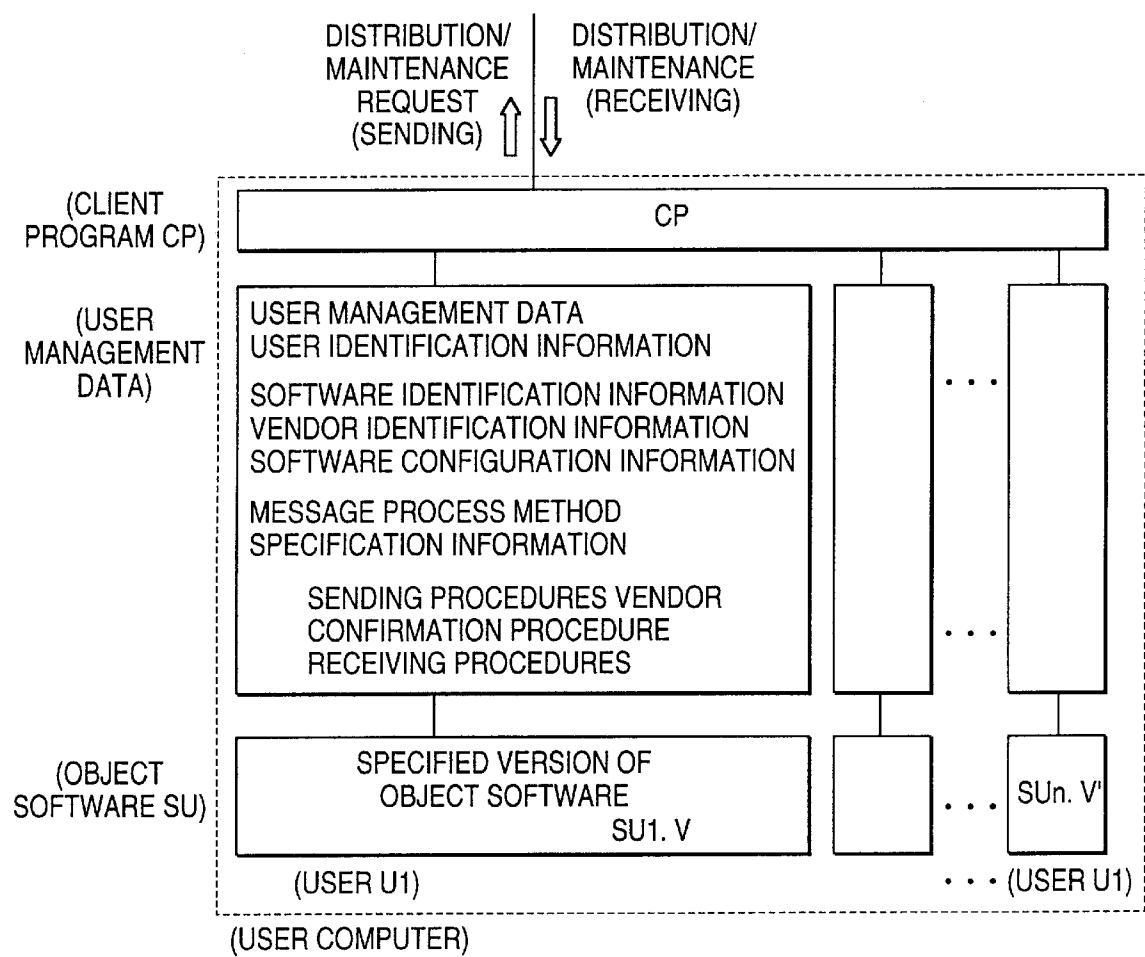 DISTRIBUTION/
MAINTENANCE
REQUEST
(SENDING)
DISTRIBUTION/
MAINTENANCE
(RECEIVING)
(CLIENT
PROGRAM CP)
CP
(USER
MANAGEMENT
DATA)
USER MANAGEMENT DATA
USER IDENTIFICATION INFORMATION
SOFTWARE IDENTIFICATION INFORMATION
VENDOR IDENTIFICATION INFORMATION
SOFTWARE CONFIGURATION INFORMATION
MESSAGE PROCESS METHOD
SPECIFICATION INFORMATION
SENDING PROCEDURES VENDOR
CONFIRMATION PROCEDURE
RECEIVING PROCEDURES
. . .
. . .
(OBJECT
SOFTWARE SU)
SPECIFIED VERSION OF
OBJECT SOFTWARE
SU1. V
. . .
SUn. V'
(USER U1)
. . . (USER U1)
(USER COMPUTER)